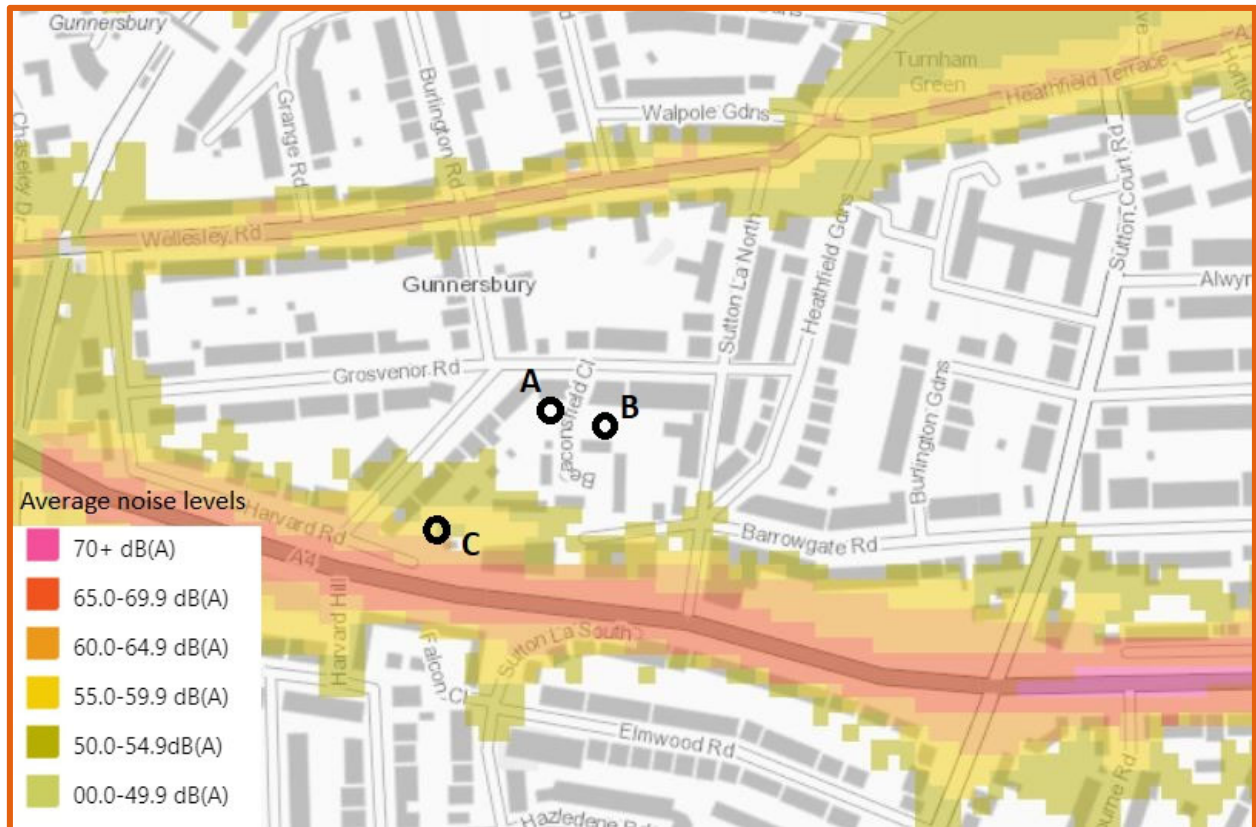 Gunnersbury
Turnham
Green
Heathfield Terrace
Walpole Gdns
Burlington Rd
Grange Rd
Wellesley Rd
Sutton Court Rd
Heathfield Gdns
Sutton La North
Gunnersbury
Alwyn
Grosvenor Rd
A
Beaconsfield Cl
B
Burlington Gdns
Average noise levels
Harvard Rd
C
Barrowgate Rd
70+ dB(A)
A4
65.0-69.9 dB(A)
Harvard Hill
60.0-64.9 dB(A)
Sutton La South
Falcon Cl
55.0-59.9 dB(A)
50.0-54.9dB(A)
Elmwood Rd
00.0-49.9 dB(A)